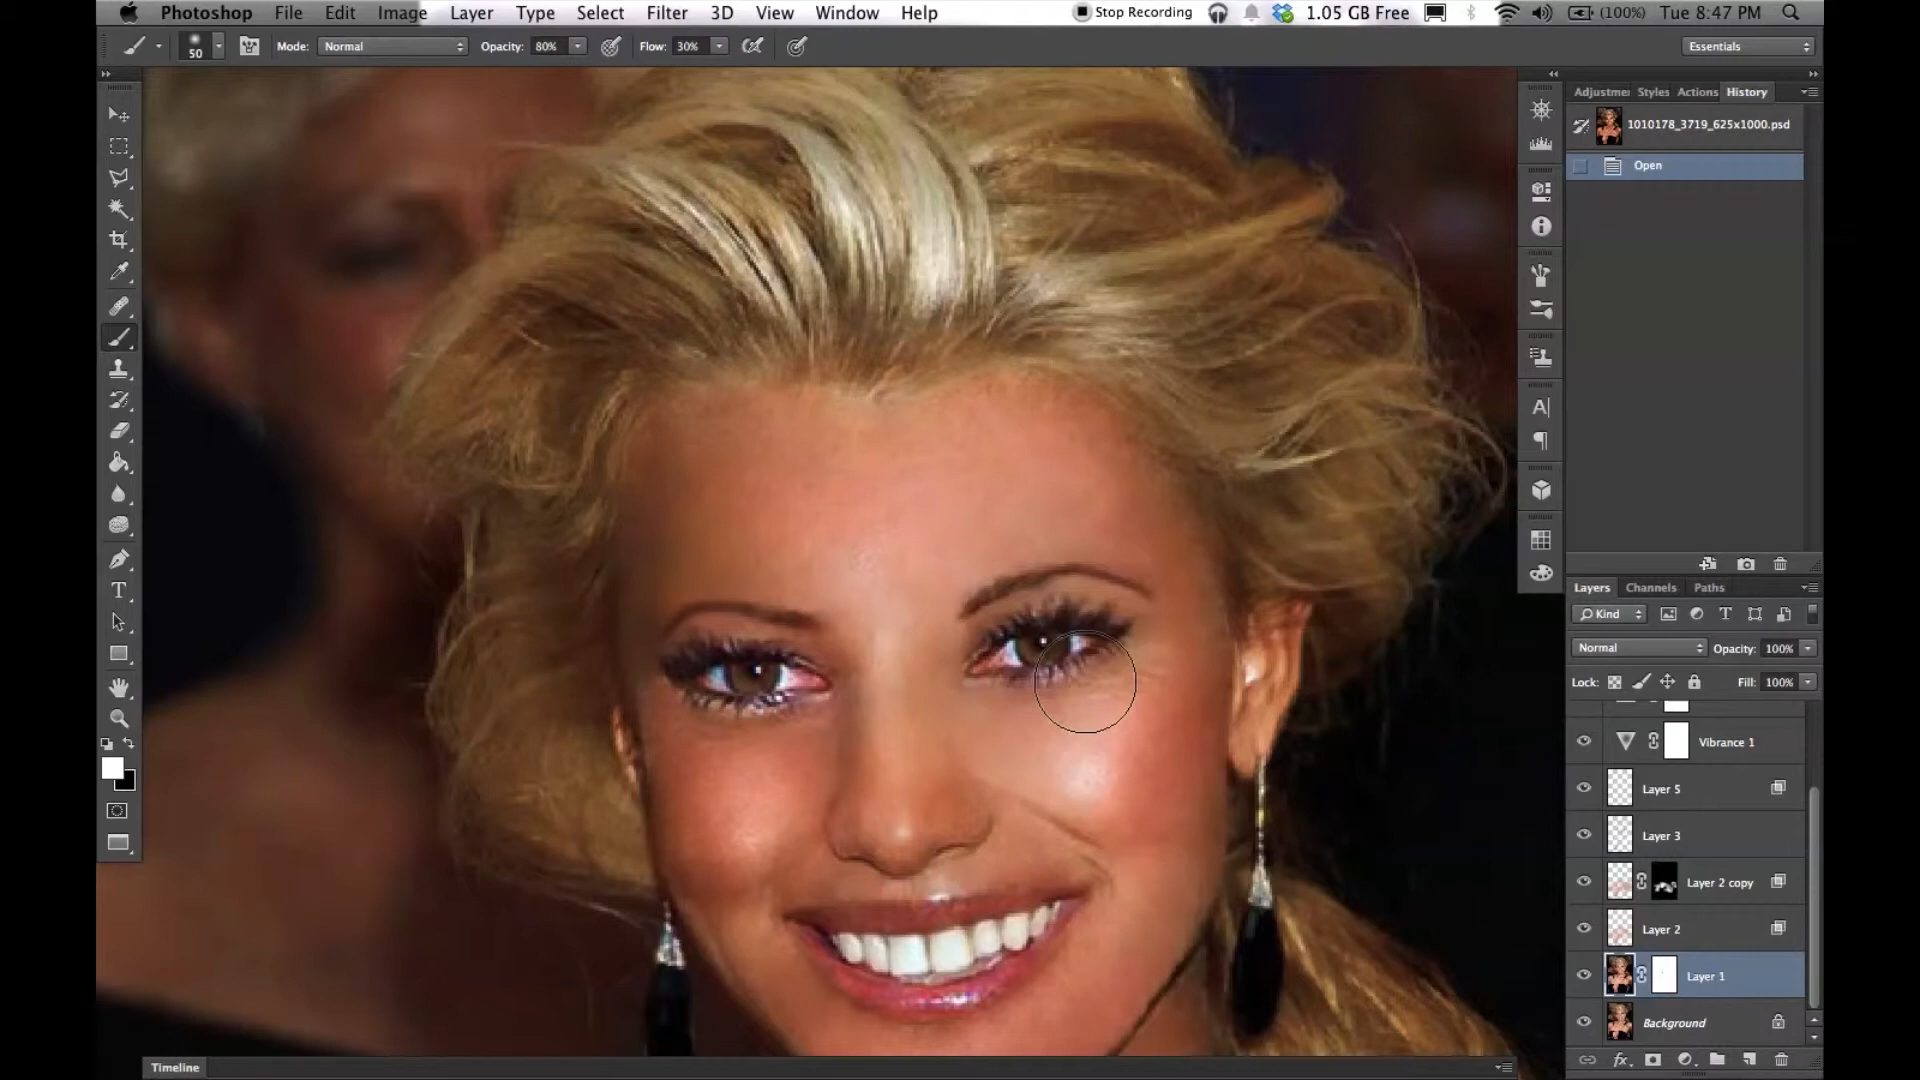 Photoshop File Edit Image Layer Type Select Filter 3D View Window Help Stop Recording 1.05 GB Free (100%) Tue 8:47 PM
50 Mode: Normal Opacity: 80% Flow: 30% Essentials
Adjustmen Styles Actions History
1010178_3719_625x1000.psd
Open
A
T
Layers Channels Paths
Kind T
Normal Opacity: 100%
Lock: Fill: 100%
Vibrance 1
Layer 5
Layer 3
Layer 2 copy
Layer 2
Layer 1
Background
fx
Timeline